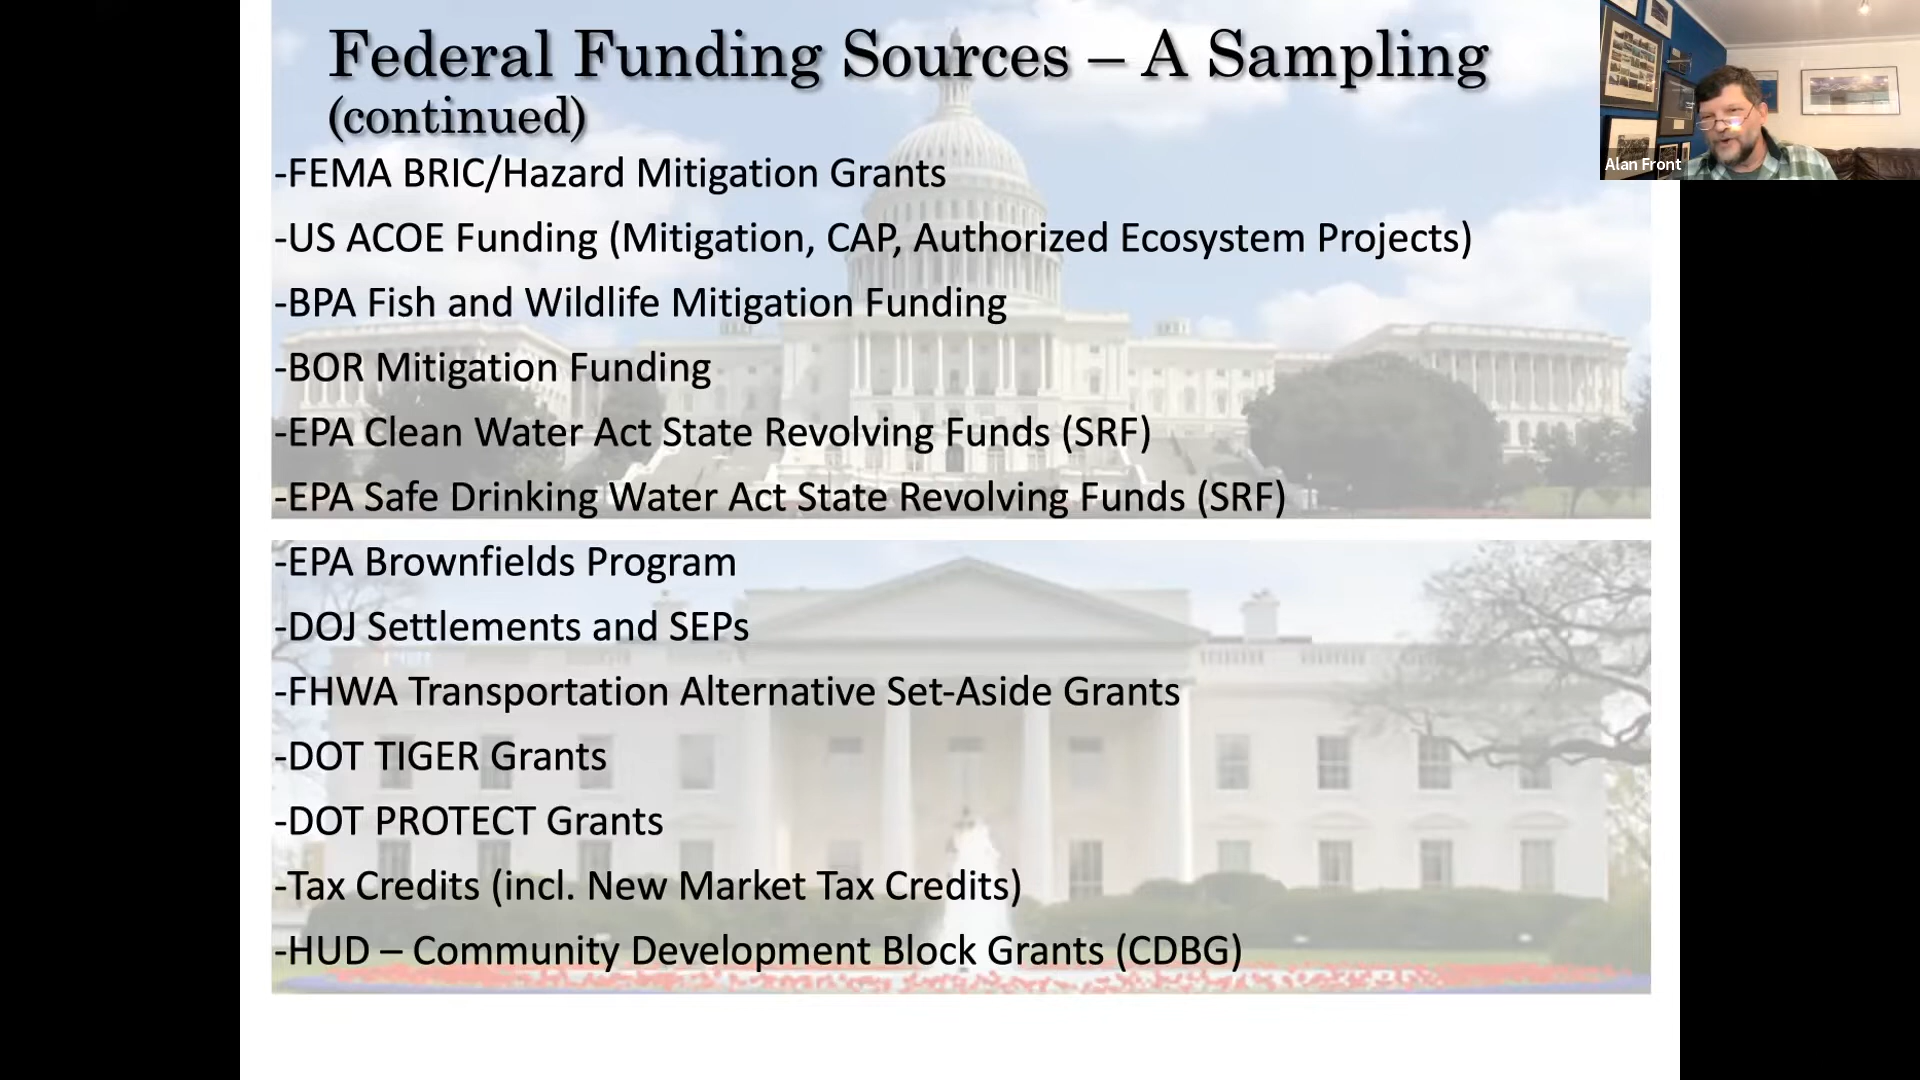 Federal Funding Sources – A Sampling
(continued)
-FEMA BRIC/Hazard Mitigation Grants
-US ACOE Funding (Mitigation, CAP, Authorized Ecosystem Projects)
-BPA Fish and Wildlife Mitigation Funding
-BOR Mitigation Funding
-EPA Clean Water Act State Revolving Funds (SRF)
-EPA Safe Drinking Water Act State Revolving Funds (SRF)
-EPA Brownfields Program
-DOJ Settlements and SEPs
-FHWA Transportation Alternative Set-Aside Grants
-DOT TIGER Grants
-DOT PROTECT Grants
-Tax Credits (incl. New Market Tax Credits)
-HUD – Community Development Block Grants (CDBG)
Alan Front